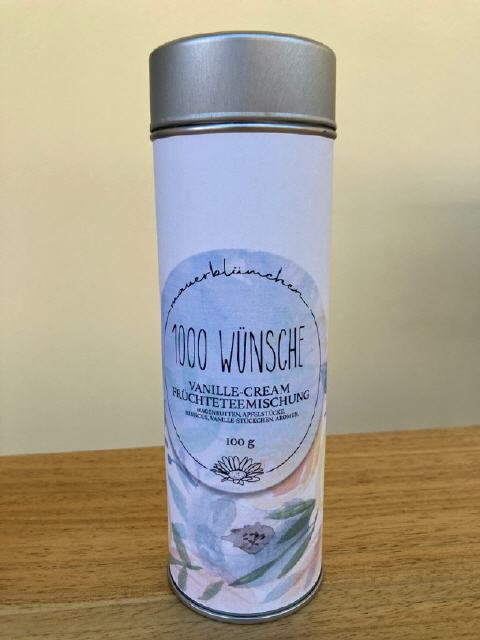 mauerblümchen
1000 WÜNSCHE
VANILLE-CREAM
FRÜCHTETEEMISCHUNG
HAGEBUTTEN, APFELSTÜCKE,
HIBISCUS, VANILLE-STÜCKCHEN, AROMEN.
100 g